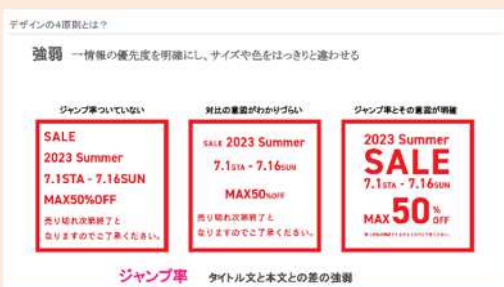 デザインの4原則とは？
強弱 ―情報の優先度を明確にし、サイズや色をはっきりと違わせる
ジャンプ率ついていない
SALE
2023 Summer
7.1STA - 7.16SUN
MAX50%OFF
売り切れ次第終了と
なりますのでご了承ください。
対比の意図がわかりづらい
SALE 2023 Summer
7.1STA - 7.16SUN
MAX50%OFF
売り切れ次第終了と
なりますのでご了承ください。
ジャンプ率とその意図が明確
2023 Summer
SALE
7.1STA - 7.16SUN
MAX 50% OFF
ジャンプ率 タイトル文と本文との差の強弱